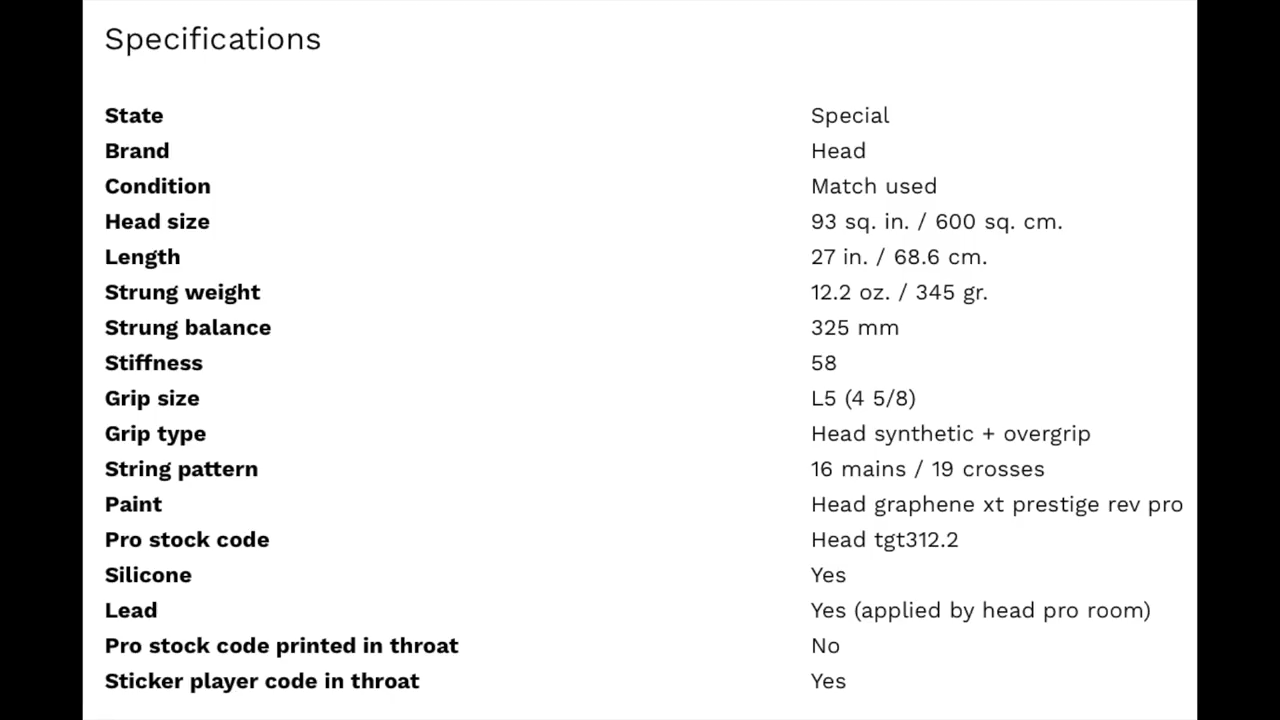 Specifications
State Special
Brand Head
Condition Match used
Head size 93 sq. in. / 600 sq. cm.
Length 27 in. / 68.6 cm.
Strung weight 12.2 oz. / 345 gr.
Strung balance 325 mm
Stiffness 58
Grip size L5 (4 5/8)
Grip type Head synthetic + overgrip
String pattern 16 mains / 19 crosses
Paint Head graphene xt prestige rev pro
Pro stock code Head tgt312.2
Silicone Yes
Lead Yes (applied by head pro room)
Pro stock code printed in throat No
Sticker player code in throat Yes